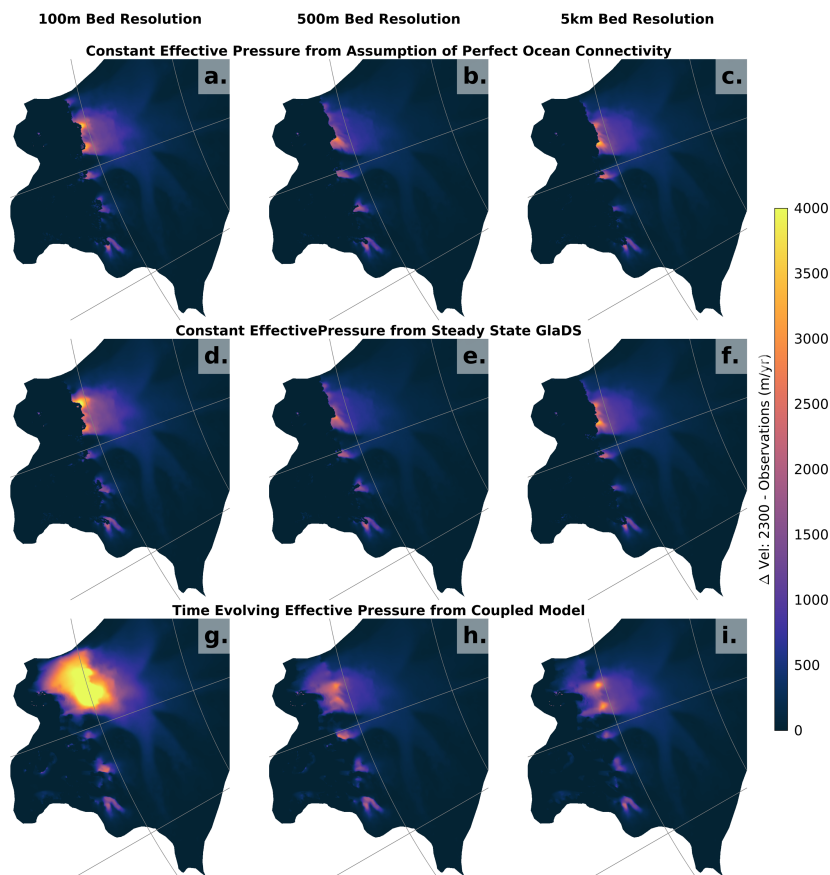 100m Bed Resolution 500m Bed Resolution 5km Bed Resolution
Constant Effective Pressure from Assumption of Perfect Ocean Connectivity
a. b. c.
Constant EffectivePressure from Steady State GlaDS
d. e. f.
Time Evolving Effective Pressure from Coupled Model
g. h. i.
4000
3500
3000
2500
2000
1500
1000
500
0
Δ Vel: 2300 - Observations (m/yr)